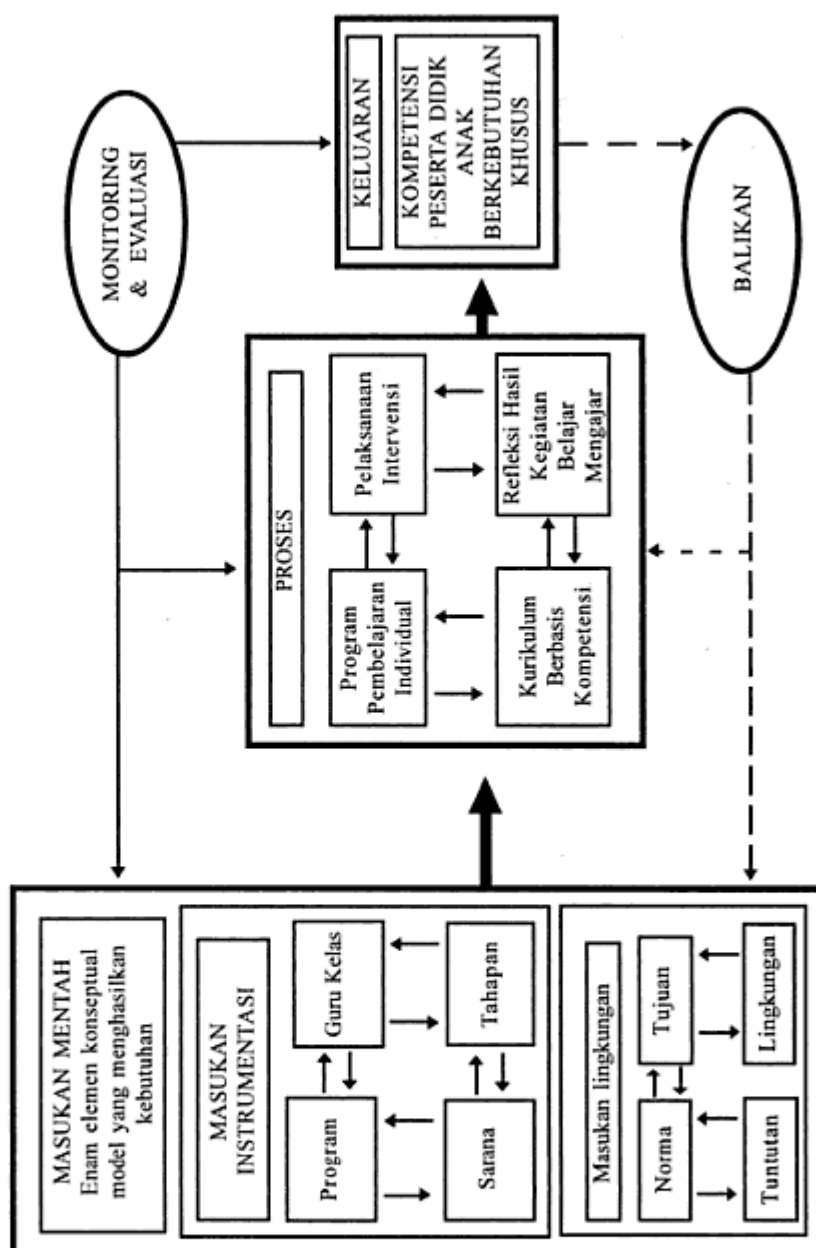 MONITORING
& EVALUASI
MASUKAN MENTAH
Enam elemen konseptual
model yang menghasilkan
kebutuhan
MASUKAN
INSTRUMENTASI
Program
Guru Kelas
Sarana
Tahapan
Masukan lingkungan
Norma
Tujuan
Tuntutan
Lingkungan
PROSES
Program
Pembelajaran
Individual
Pelaksanaan
Intervensi
Kurikulum
Berbasis
Kompetensi
Refleksi Hasil
Kegiatan
Belajar
Mengajar
KELUARAN
KOMPETENSI
PESERTA DIDIK
ANAK
BERKEBUTUHAN
KHUSUS
BALIKAN